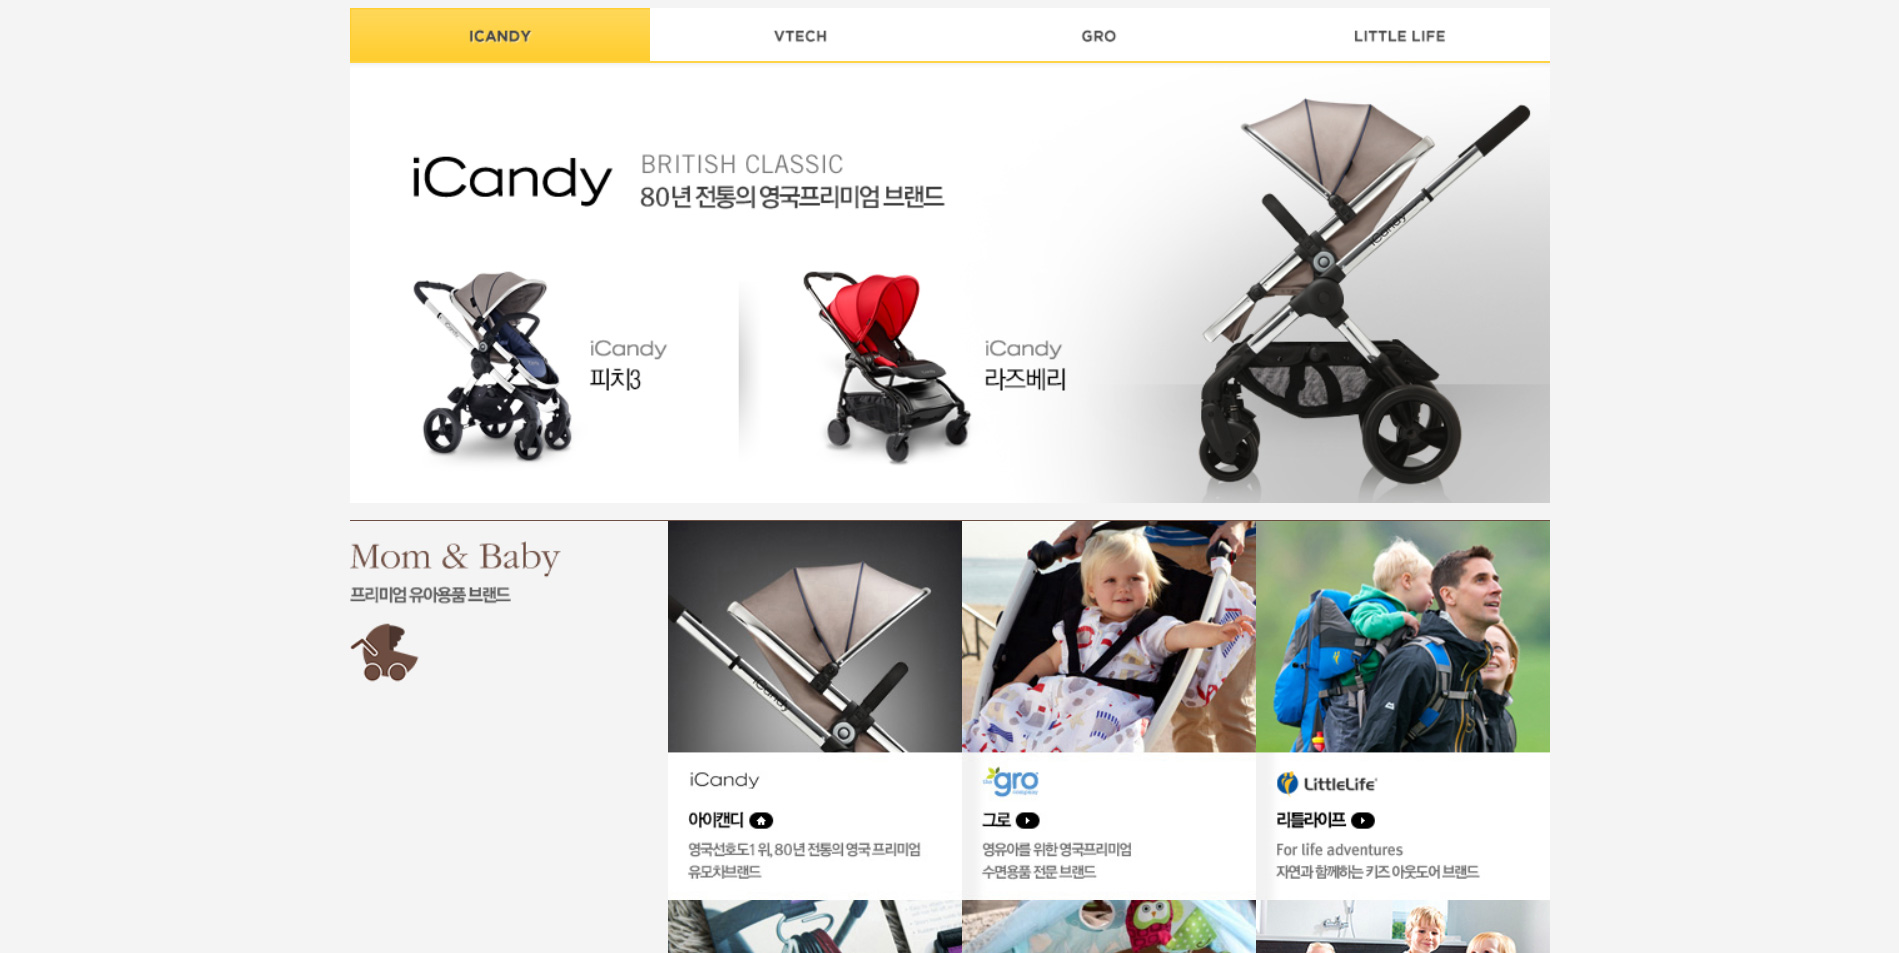 ICANDY
VTECH
GRO
LITTLE LIFE
iCandy
BRITISH CLASSIC
80년 전통의 영국프리미엄 브랜드
iCandy
피치3
iCandy
라즈베리
iCandy
Mom & Baby
프리미엄 유아용품 브랜드
iCandy
iCandy
아이캔디
영국선호도1위, 80년 전통의 영국 프리미엄
유모차브랜드
the gro
그로
영유아를 위한 영국프리미엄
수면용품 전문 브랜드
LittleLife
리틀라이프
For life adventures
자연과 함께하는 키즈 아웃도어 브랜드